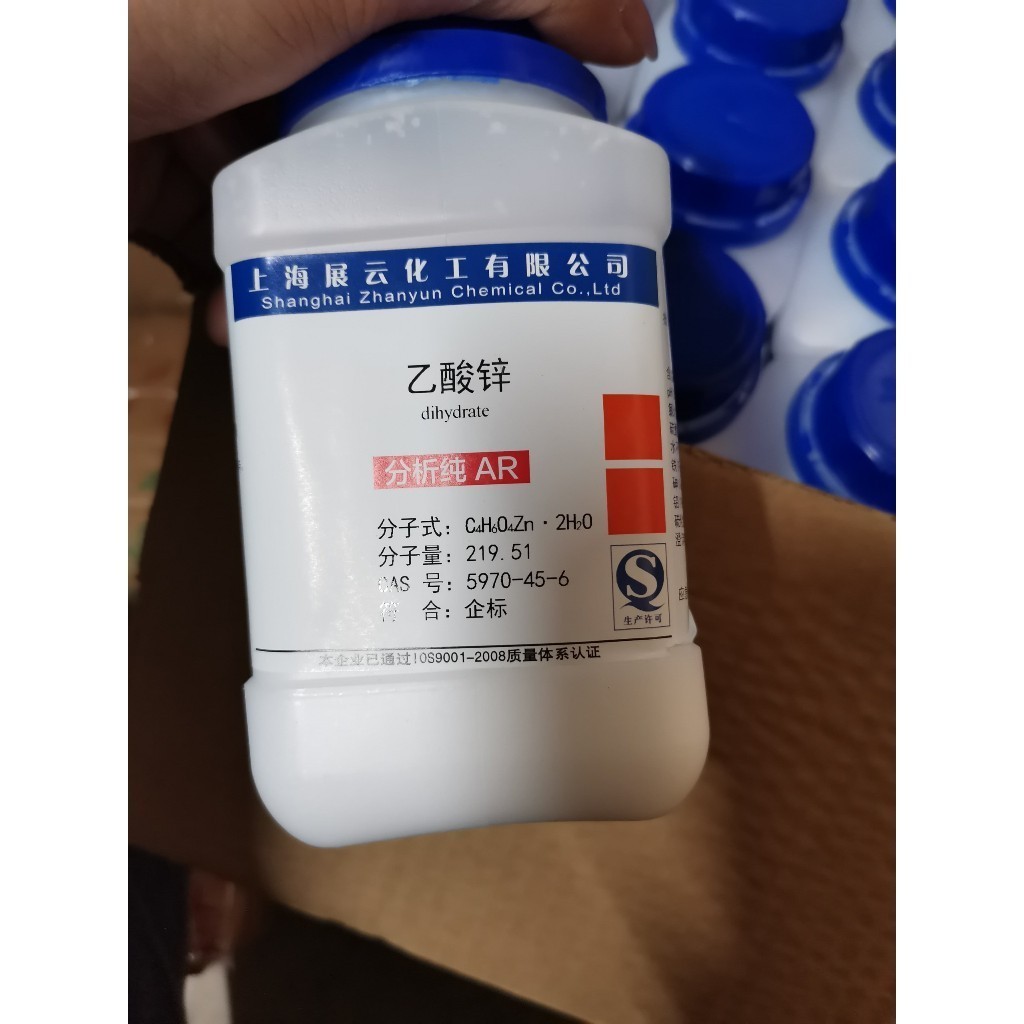 上海展云化工有限公司
Shanghai Zhanyun Chemical Co.,Ltd
乙酸锌
dihydrate
分析纯 AR
分子式: C₄H₆O₄Zn·2H₂O
分子量: 219.51
CAS 号: 5970-45-6
符 合: 企标
生产许可
本企业已通过IOS9001-2008质量体系认证